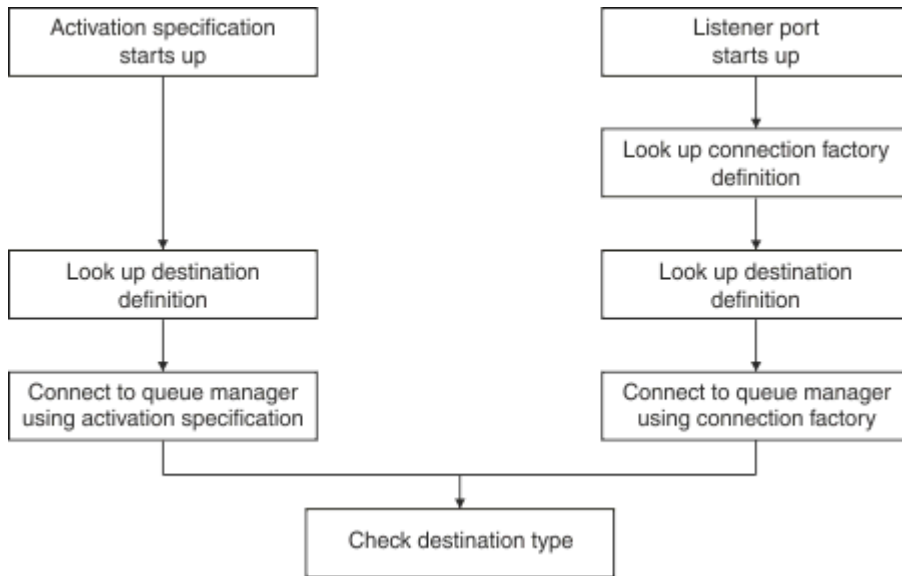 Activation specification
starts up
Listener port
starts up
Look up connection factory
definition
Look up destination
definition
Look up destination
definition
Connect to queue manager
using activation specification
Connect to queue manager
using connection factory
Check destination type